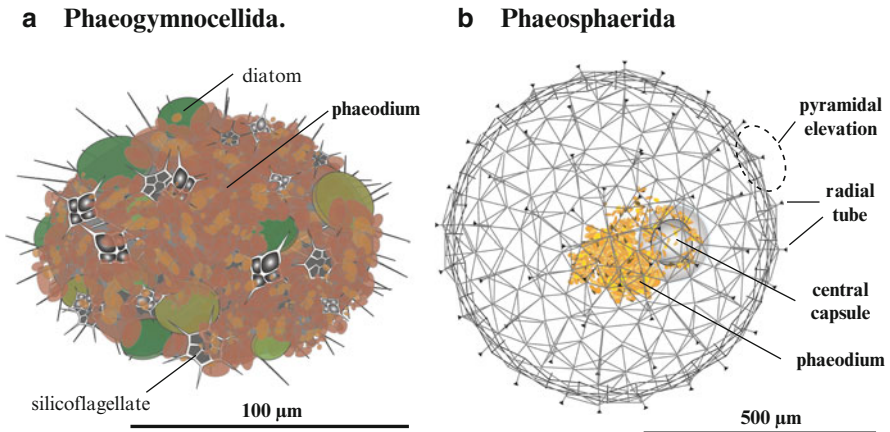 a Phaeogymnocellida.
diatom
phaeodium
silicoflagellate
100 µm
b Phaeosphaerida
pyramidal
elevation
radial
tube
central
capsule
phaeodium
500 µm